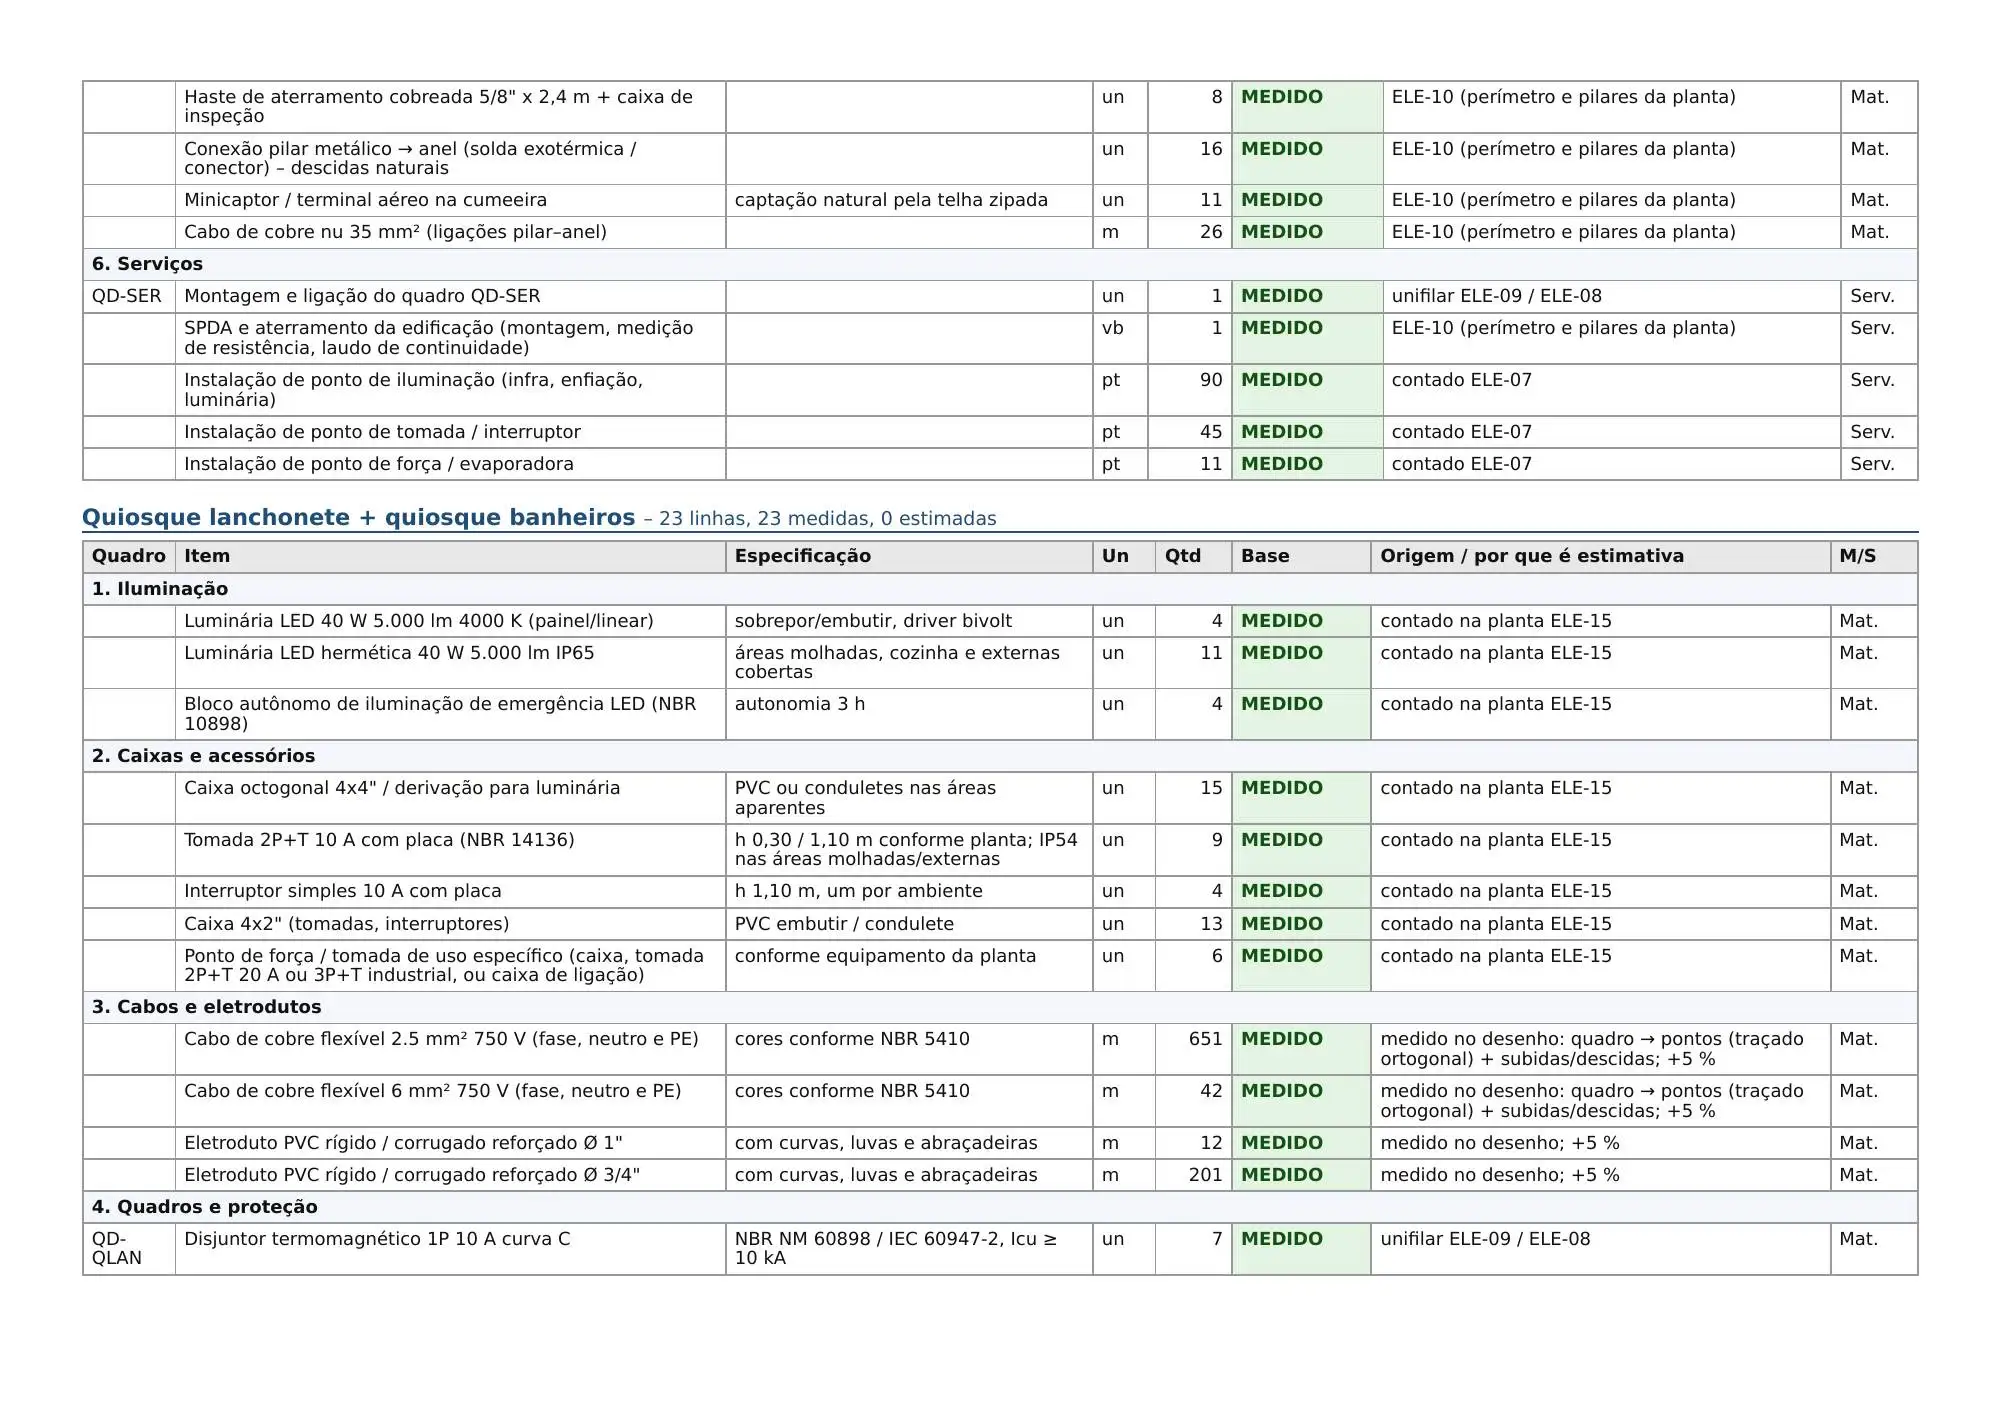 Haste de aterramento cobreada 5/8" x 2,4 m + caixa de inspeção un 8 MEDIDO ELE-10 (perímetro e pilares da planta) Mat.
Conexão pilar metálico → anel (solda exotérmica / conector) – descidas naturais un 16 MEDIDO ELE-10 (perímetro e pilares da planta) Mat.
Minicaptor / terminal aéreo na cumeeira captação natural pela telha zipada un 11 MEDIDO ELE-10 (perímetro e pilares da planta) Mat.
Cabo de cobre nu 35 mm² (ligações pilar–anel) m 26 MEDIDO ELE-10 (perímetro e pilares da planta) Mat.
6. Serviços
QD-SER Montagem e ligação do quadro QD-SER un 1 MEDIDO unifilar ELE-09 / ELE-08 Serv.
SPDA e aterramento da edificação (montagem, medição de resistência, laudo de continuidade) vb 1 MEDIDO ELE-10 (perímetro e pilares da planta) Serv.
Instalação de ponto de iluminação (infra, enfiação, luminária) pt 90 MEDIDO contado ELE-07 Serv.
Instalação de ponto de tomada / interruptor pt 45 MEDIDO contado ELE-07 Serv.
Instalação de ponto de força / evaporadora pt 11 MEDIDO contado ELE-07 Serv.
Quiosque lanchonete + quiosque banheiros – 23 linhas, 23 medidas, 0 estimadas
Quadro Item Especificação Un Qtd Base Origem / por que é estimativa M/S
1. Iluminação
Luminária LED 40 W 5.000 lm 4000 K (painel/linear) sobrepor/embutir, driver bivolt un 4 MEDIDO contado na planta ELE-15 Mat.
Luminária LED hermética 40 W 5.000 lm IP65 áreas molhadas, cozinha e externas cobertas un 11 MEDIDO contado na planta ELE-15 Mat.
Bloco autônomo de iluminação de emergência LED (NBR 10898) autonomia 3 h un 4 MEDIDO contado na planta ELE-15 Mat.
2. Caixas e acessórios
Caixa octogonal 4x4" / derivação para luminária PVC ou conduletes nas áreas aparentes un 15 MEDIDO contado na planta ELE-15 Mat.
Tomada 2P+T 10 A com placa (NBR 14136) h 0,30 / 1,10 m conforme planta; IP54 nas áreas molhadas/externas un 9 MEDIDO contado na planta ELE-15 Mat.
Interruptor simples 10 A com placa h 1,10 m, um por ambiente un 4 MEDIDO contado na planta ELE-15 Mat.
Caixa 4x2" (tomadas, interruptores) PVC embutir / condulete un 13 MEDIDO contado na planta ELE-15 Mat.
Ponto de força / tomada de uso específico (caixa, tomada 2P+T 20 A ou 3P+T industrial, ou caixa de ligação) conforme equipamento da planta un 6 MEDIDO contado na planta ELE-15 Mat.
3. Cabos e eletrodutos
Cabo de cobre flexível 2.5 mm² 750 V (fase, neutro e PE) cores conforme NBR 5410 m 651 MEDIDO medido no desenho: quadro → pontos (traçado ortogonal) + subidas/descidas; +5 % Mat.
Cabo de cobre flexível 6 mm² 750 V (fase, neutro e PE) cores conforme NBR 5410 m 42 MEDIDO medido no desenho: quadro → pontos (traçado ortogonal) + subidas/descidas; +5 % Mat.
Eletroduto PVC rígido / corrugado reforçado Ø 1" com curvas, luvas e abraçadeiras m 12 MEDIDO medido no desenho; +5 % Mat.
Eletroduto PVC rígido / corrugado reforçado Ø 3/4" com curvas, luvas e abraçadeiras m 201 MEDIDO medido no desenho; +5 % Mat.
4. Quadros e proteção
QD-QLAN Disjuntor termomagnético 1P 10 A curva C NBR NM 60898 / IEC 60947-2, Icu ≥ 10 kA un 7 MEDIDO unifilar ELE-09 / ELE-08 Mat.